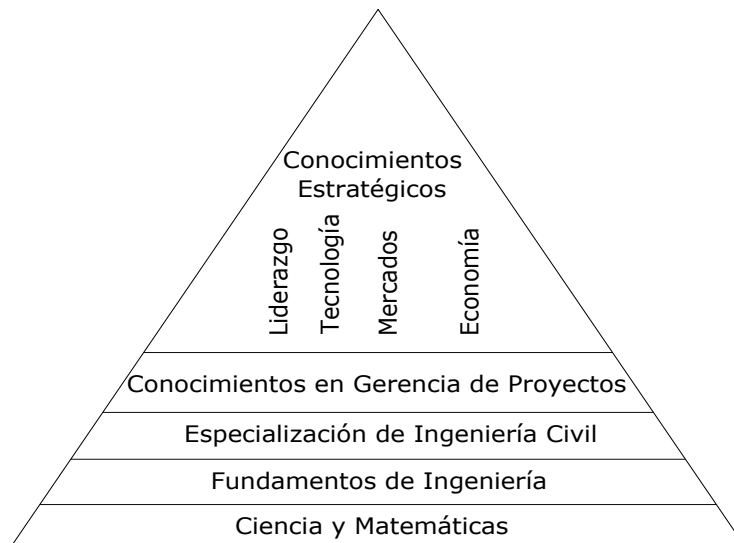 Conocimientos
Estratégicos
Liderazgo
Tecnología
Mercados
Economía
Conocimientos en Gerencia de Proyectos
Especialización de Ingeniería Civil
Fundamentos de Ingeniería
Ciencia y Matemáticas